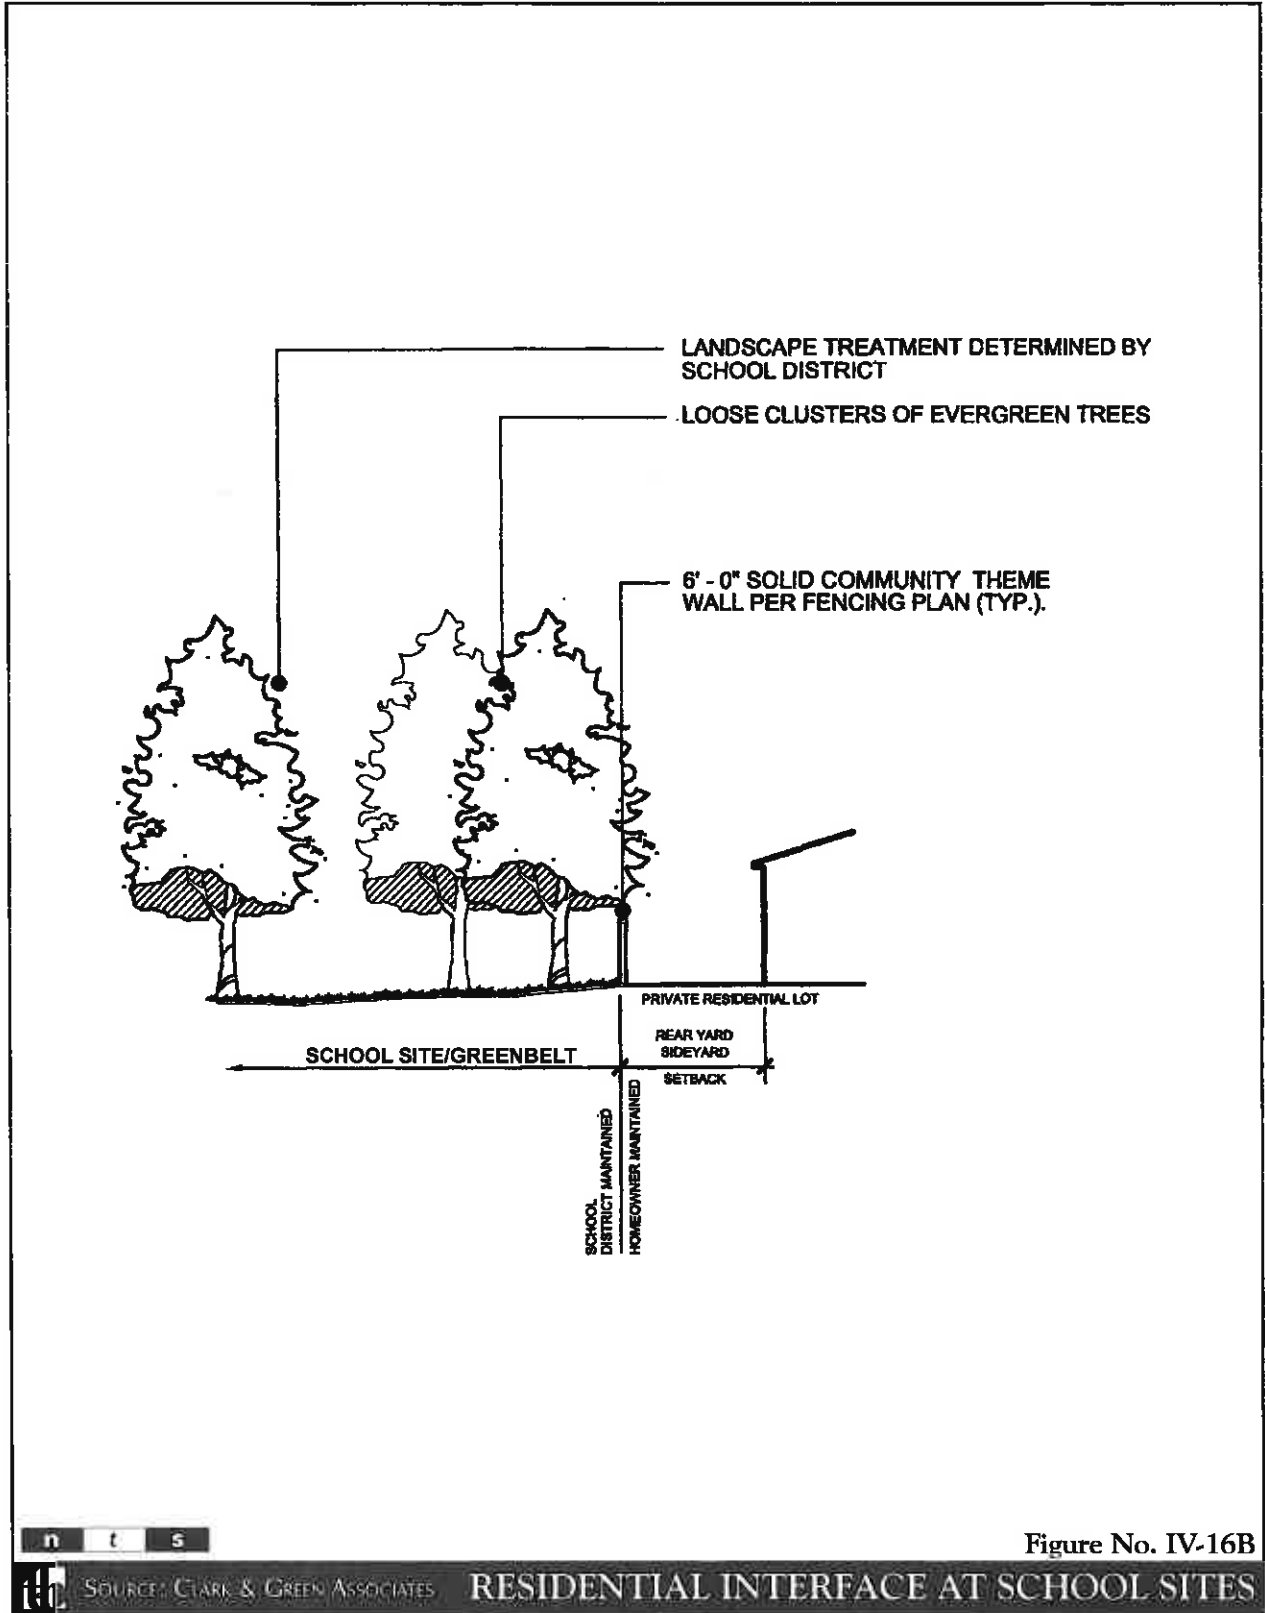 LANDSCAPE TREATMENT DETERMINED BY
SCHOOL DISTRICT
LOOSE CLUSTERS OF EVERGREEN TREES
6' - 0" SOLID COMMUNITY THEME
WALL PER FENCING PLAN (TYP.).
PRIVATE RESIDENTIAL LOT
REAR YARD
SIDEYARD
SETBACK
SCHOOL SITE/GREENBELT
SCHOOL
DISTRICT MAINTAINED
HOMEOWNER MAINTAINED
n t s
Figure No. IV-16B
SOURCE: CLARK & GREEN ASSOCIATES
RESIDENTIAL INTERFACE AT SCHOOL SITES